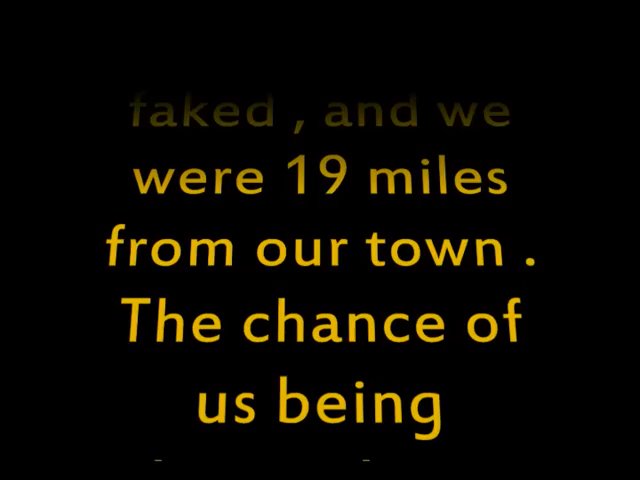 faked , and we
were 19 miles
from our town .
The chance of
us being